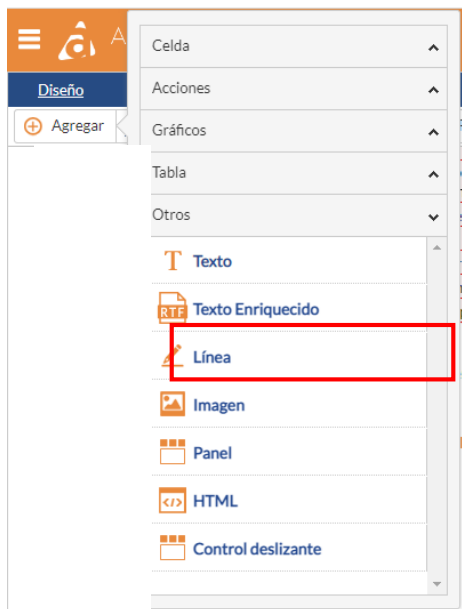 A
Celda
Diseño
Acciones
Agregar
Gráficos
Tabla
Otros
T Texto
RTF Texto Enriquecido
Línea
Imagen
Panel
</> HTML
Control deslizante